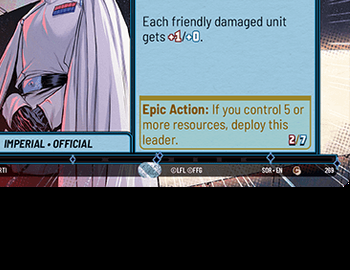 Each friendly damaged unit
gets +1/+0.
Epic Action: If you control 5 or
more resources, deploy this
leader.
2/7
IMPERIAL • OFFICIAL
RTI
©LFL ©FFG
SOR • EN
C
269